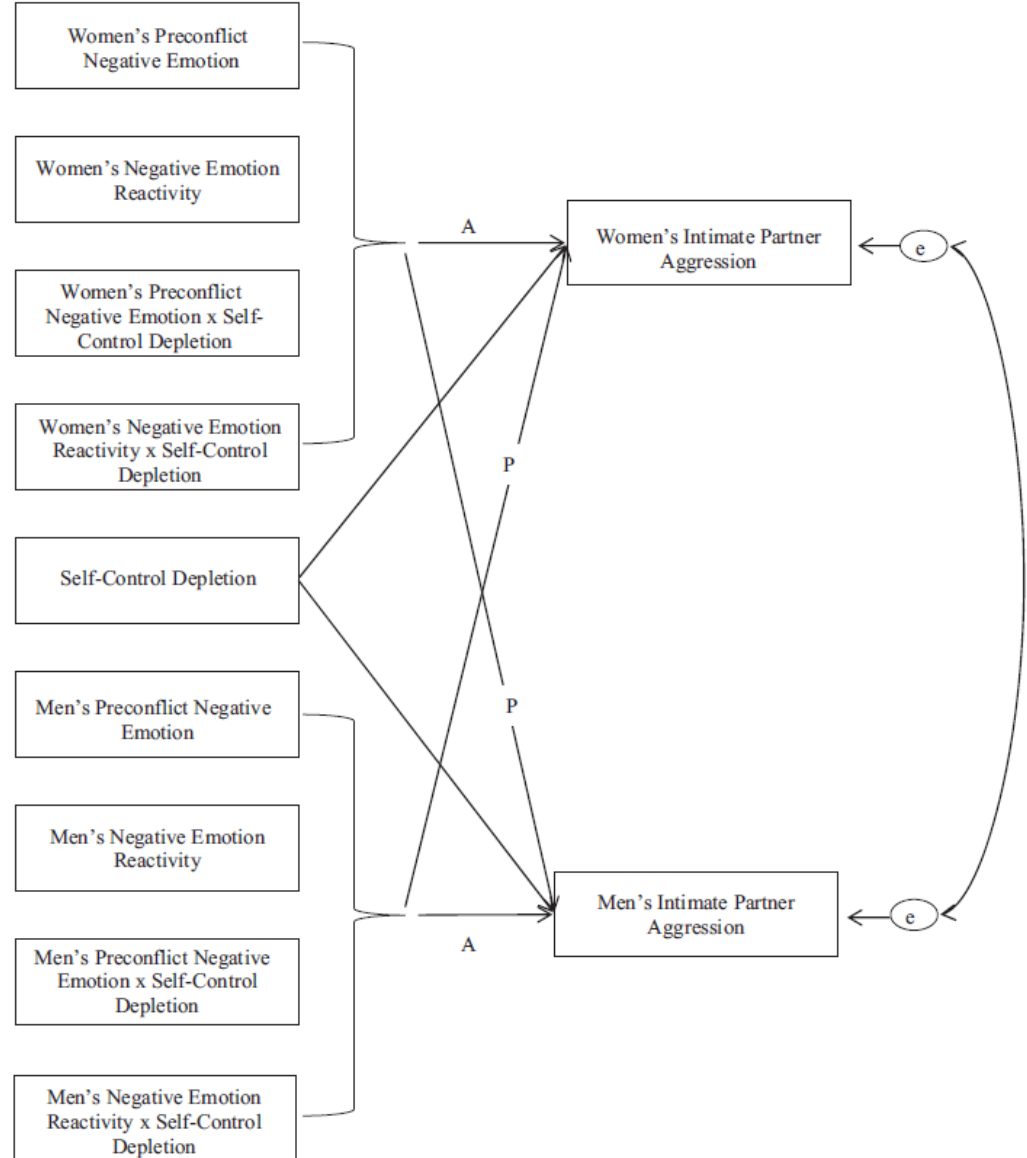 Women's Preconflict
Negative Emotion
Women's Negative Emotion
Reactivity
Women's Preconflict
Negative Emotion x Self-
Control Depletion
Women's Negative Emotion
Reactivity x Self-Control
Depletion
Self-Control Depletion
Men's Preconflict Negative
Emotion
Men's Negative Emotion
Reactivity
Men's Preconflict Negative
Emotion x Self-Control
Depletion
Men's Negative Emotion
Reactivity x Self-Control
Depletion
A
P
P
A
Women's Intimate Partner
Aggression
e
Men's Intimate Partner
Aggression
e